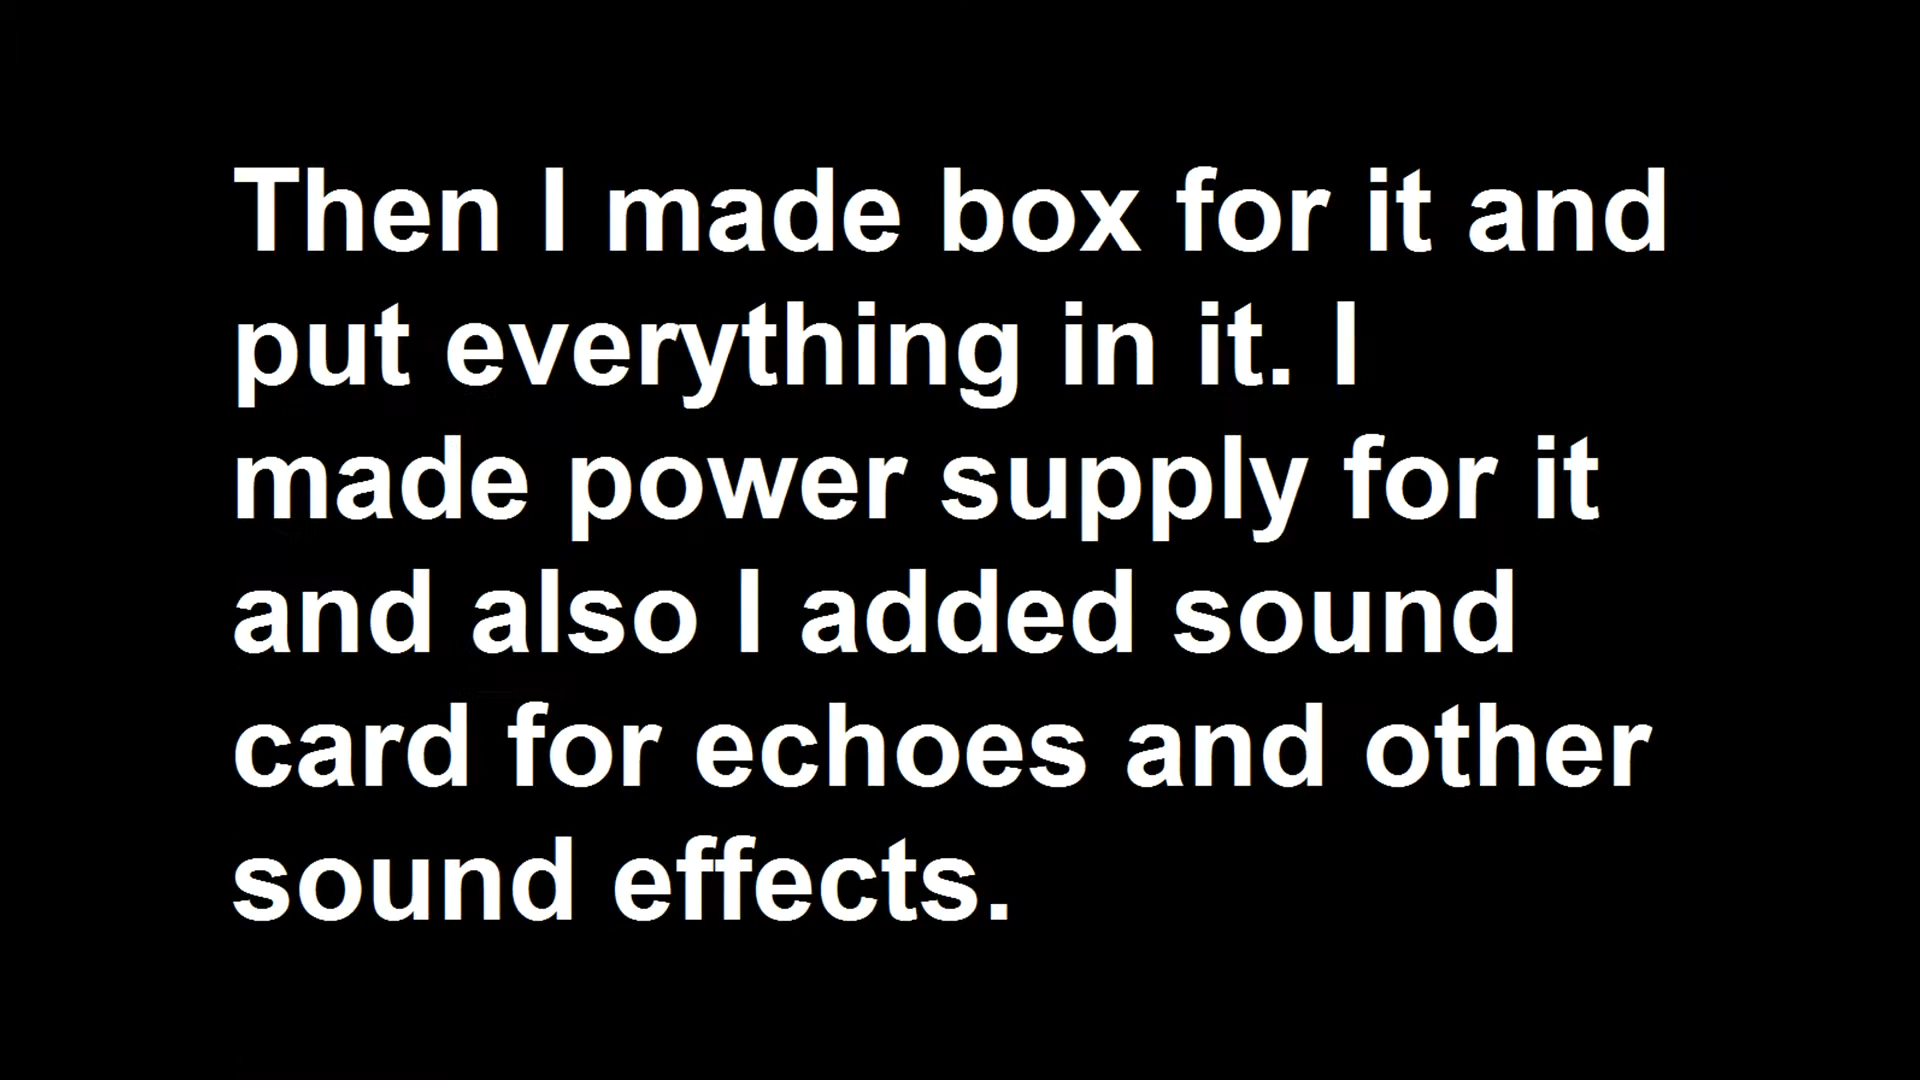 Then I made box for it and
put everything in it. I
made power supply for it
and also I added sound
card for echoes and other
sound effects.